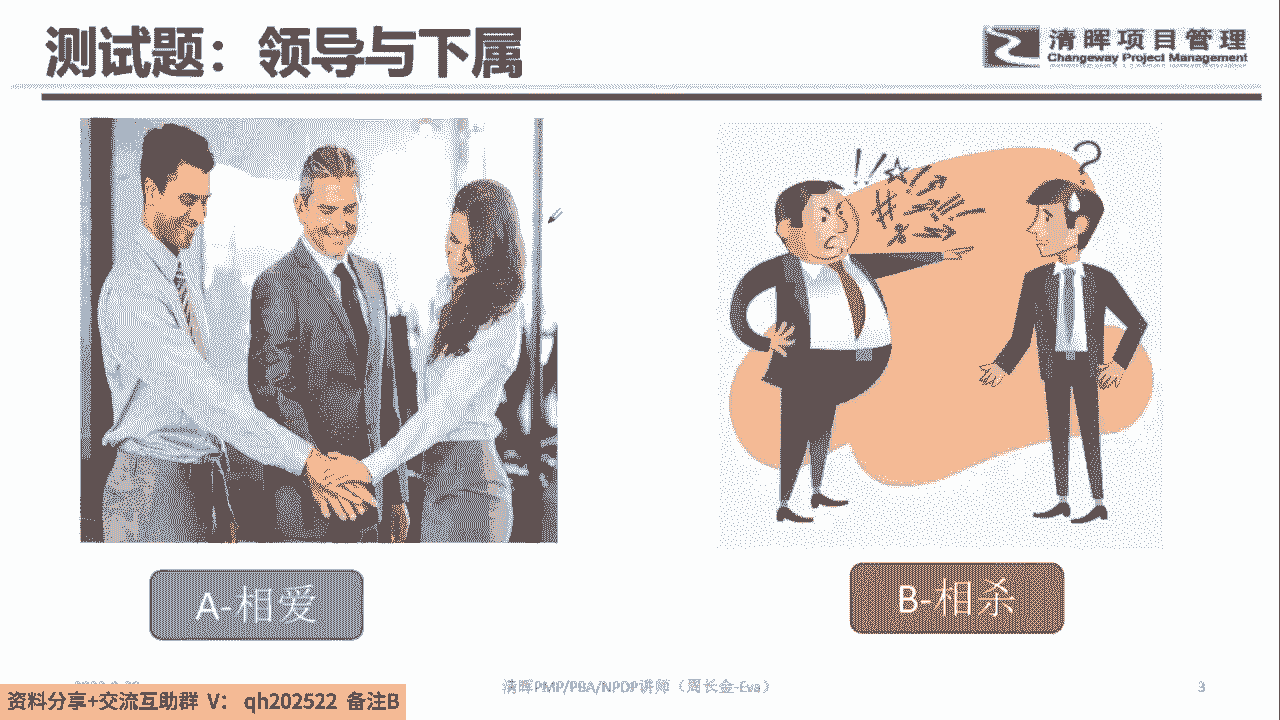 测试题：领导与下属
清晖项目管理
Changeway Project Management
A-相爱
B-相杀
资料分享+交流互助群 V： qh202522 备注B
清晖PMP/PBA/NPDP讲师（周长金-Eva）
3